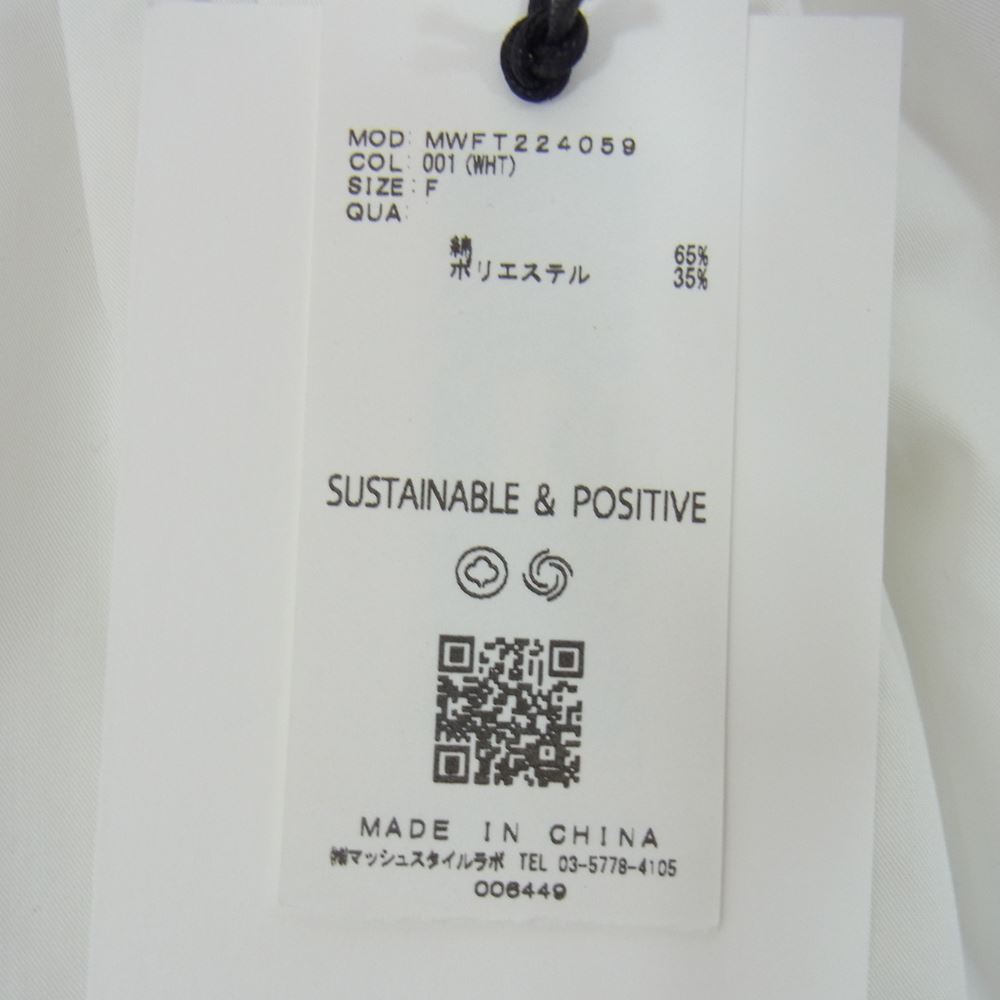 MOD: MWFT224059
COL: 001 (WHT)
SIZE: F
QUA:
綿 65%
ポリエステル 35%
SUSTAINABLE & POSITIVE
MADE IN CHINA
㈱マッシュスタイルラボ TEL 03-5778-4105
006449